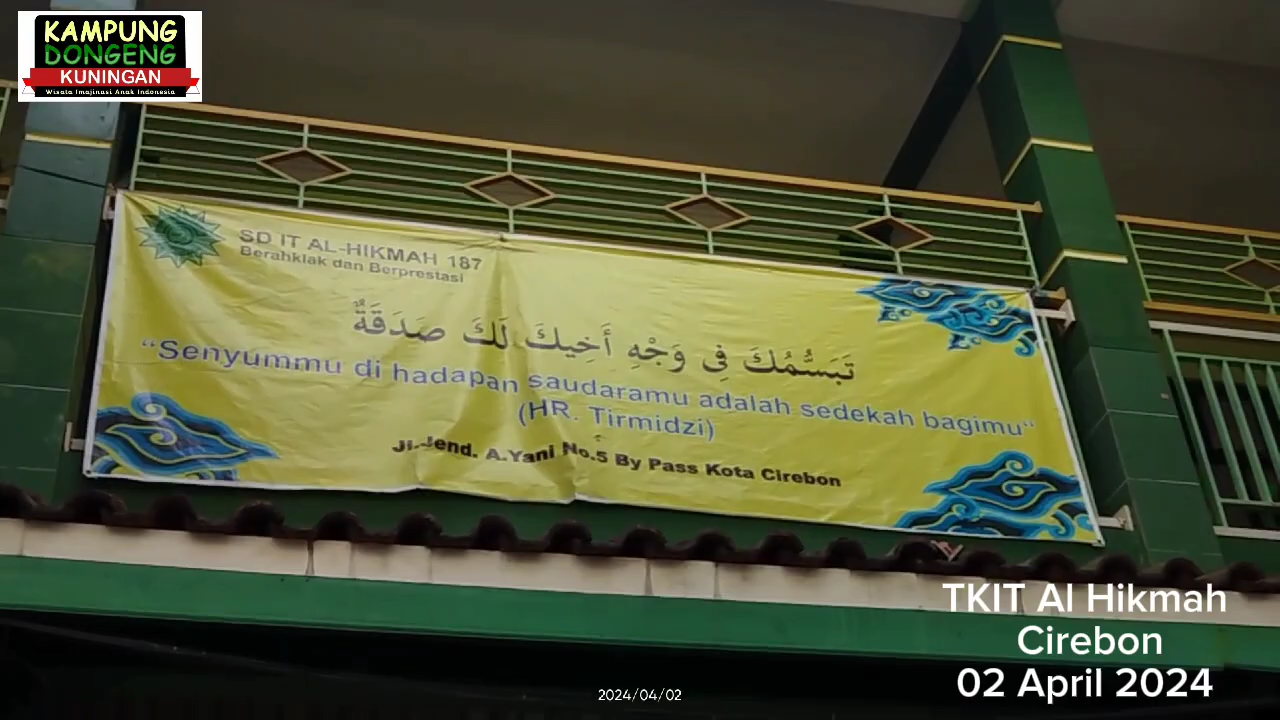 KAMPUNG
DONGENG
KUNINGAN
Wisata Imajinasi Anak Indonesia
SD IT AL-HIKMAH 187
Berahklak dan Berprestasi
تَبَسُّمُكَ فِى وَجْهِ أَخِيكَ لَكَ صَدَقَةٌ
“Senyummu di hadapan saudaramu adalah sedekah bagimu“
(HR. Tirmidzi)
Jl. Jend. A.Yani No.5 By Pass Kota Cirebon
TKIT Al Hikmah
Cirebon
02 April 2024
2024/04/02